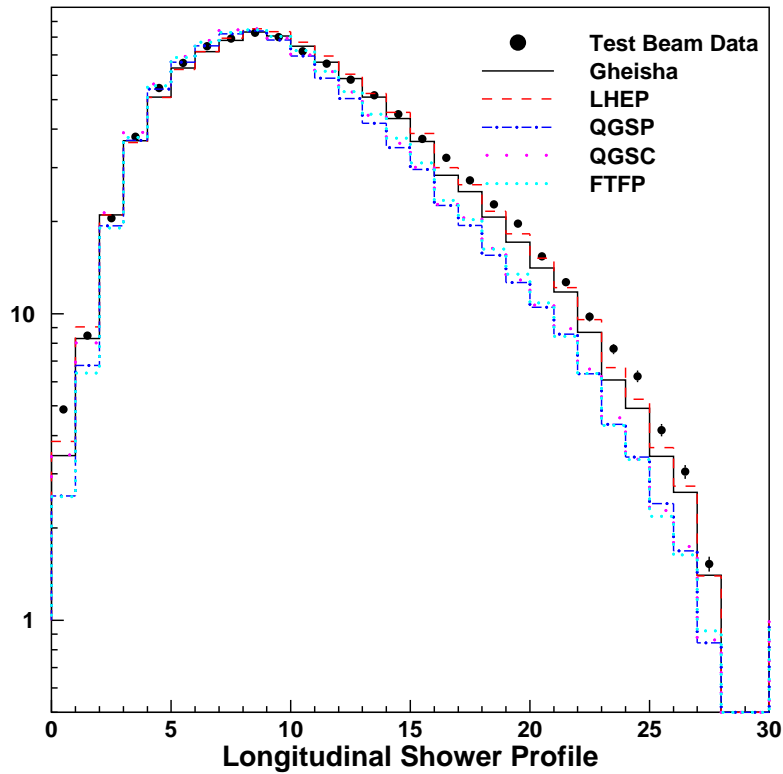 Test Beam Data
Gheisha
LHEP
QGSP
QGSC
FTFP
10
1
0 5 10 15 20 25 30
Longitudinal Shower Profile